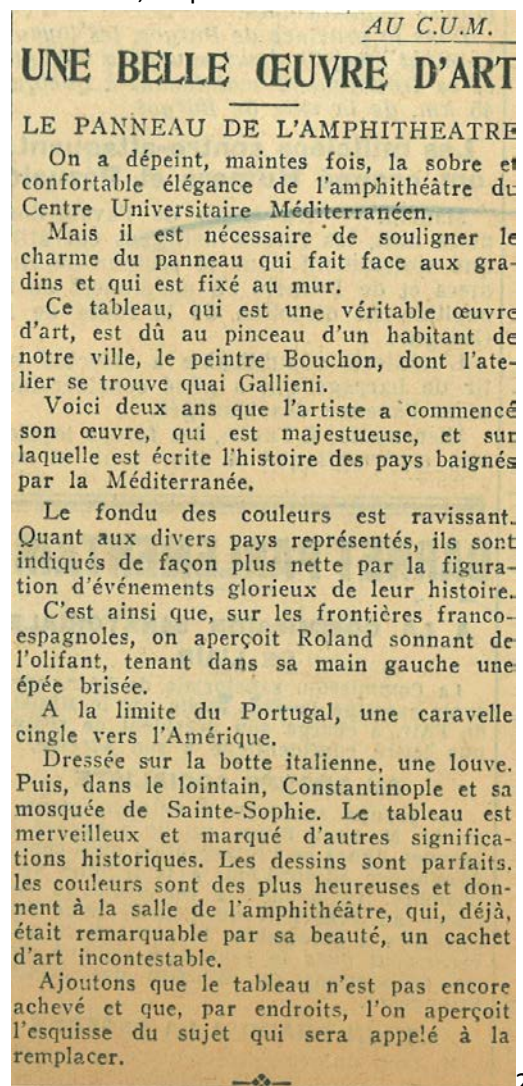 AU C.U.M.
UNE BELLE ŒUVRE D'ART
LE PANNEAU DE L'AMPHITHEATRE
On a dépeint, maintes fois, la sobre et
confortable élégance de l'amphithéâtre du
Centre Universitaire Méditerranéen.
Mais il est nécessaire de souligner le
charme du panneau qui fait face aux gra-
dins et qui est fixé au mur.
Ce tableau, qui est une véritable œuvre
d'art, est dû au pinceau d'un habitant de
notre ville, le peintre Bouchon, dont l'ate-
lier se trouve quai Gallieni.
Voici deux ans que l'artiste a commencé
son œuvre, qui est majestueuse, et sur
laquelle est écrite l'histoire des pays baignés
par la Méditerranée.
Le fondu des couleurs est ravissant.
Quant aux divers pays représentés, ils sont
indiqués de façon plus nette par la figura-
tion d'événements glorieux de leur histoire.
C'est ainsi que, sur les frontières franco-
espagnoles, on aperçoit Roland sonnant de
l'olifant, tenant dans sa main gauche une
épée brisée.
A la limite du Portugal, une caravelle
cingle vers l'Amérique.
Dressée sur la botte italienne, une louve.
Puis, dans le lointain, Constantinople et sa
mosquée de Sainte-Sophie. Le tableau est
merveilleux et marqué d'autres significa-
tions historiques. Les dessins sont parfaits.
les couleurs sont des plus heureuses et don-
nent à la salle de l'amphithéâtre, qui, déjà,
était remarquable par sa beauté, un cachet
d'art incontestable.
Ajoutons que le tableau n'est pas encore
achevé et que, par endroits, l'on aperçoit
l'esquisse du sujet qui sera appelé à la
remplacer.